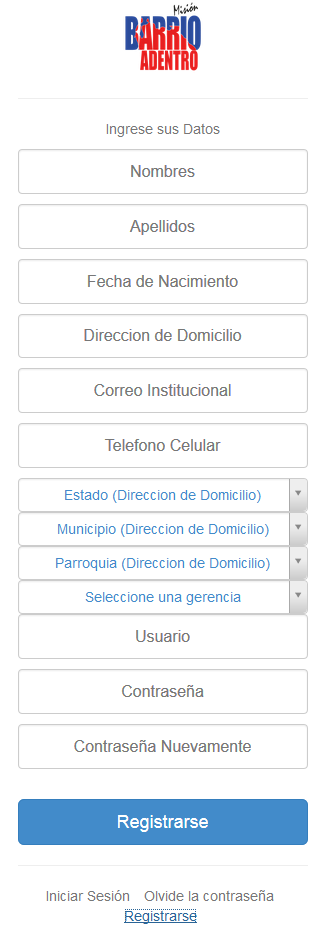 Misión
BARRIO
ADENTRO
Ingrese sus Datos
Nombres
Apellidos
Fecha de Nacimiento
Direccion de Domicilio
Correo Institucional
Telefono Celular
Estado (Direccion de Domicilio)
Municipio (Direccion de Domicilio)
Parroquia (Direccion de Domicilio)
Seleccione una gerencia
Usuario
Contraseña
Contraseña Nuevamente
Registrarse
Iniciar Sesión Olvide la contraseña
Registrarse